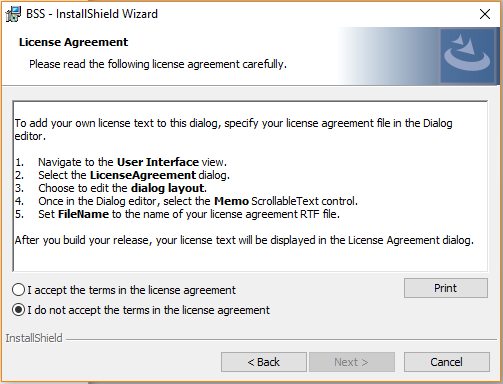 BSS - InstallShield Wizard
License Agreement
Please read the following license agreement carefully.
To add your own license text to this dialog, specify your license agreement file in the Dialog
editor.
1. Navigate to the User Interface view.
2. Select the LicenseAgreement dialog.
3. Choose to edit the dialog layout.
4. Once in the Dialog editor, select the Memo ScrollableText control.
5. Set FileName to the name of your license agreement RTF file.
After you build your release, your license text will be displayed in the License Agreement dialog.
I accept the terms in the license agreement
Print
I do not accept the terms in the license agreement
InstallShield
< Back
Next >
Cancel